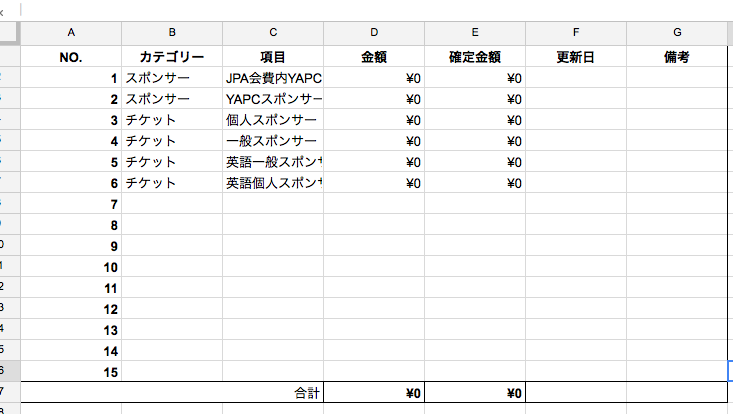 A B C D E F G
NO. カテゴリー 項目 金額 確定金額 更新日 備考
1 スポンサー JPA会費内YAPC ¥0 ¥0
2 スポンサー YAPCスポンサー ¥0 ¥0
3 チケット 個人スポンサー ¥0 ¥0
4 チケット 一般スポンサー ¥0 ¥0
5 チケット 英語一般スポン ¥0 ¥0
6 チケット 英語個人スポン ¥0 ¥0
7
8
9
10
11
12
13
14
15
合計 ¥0 ¥0